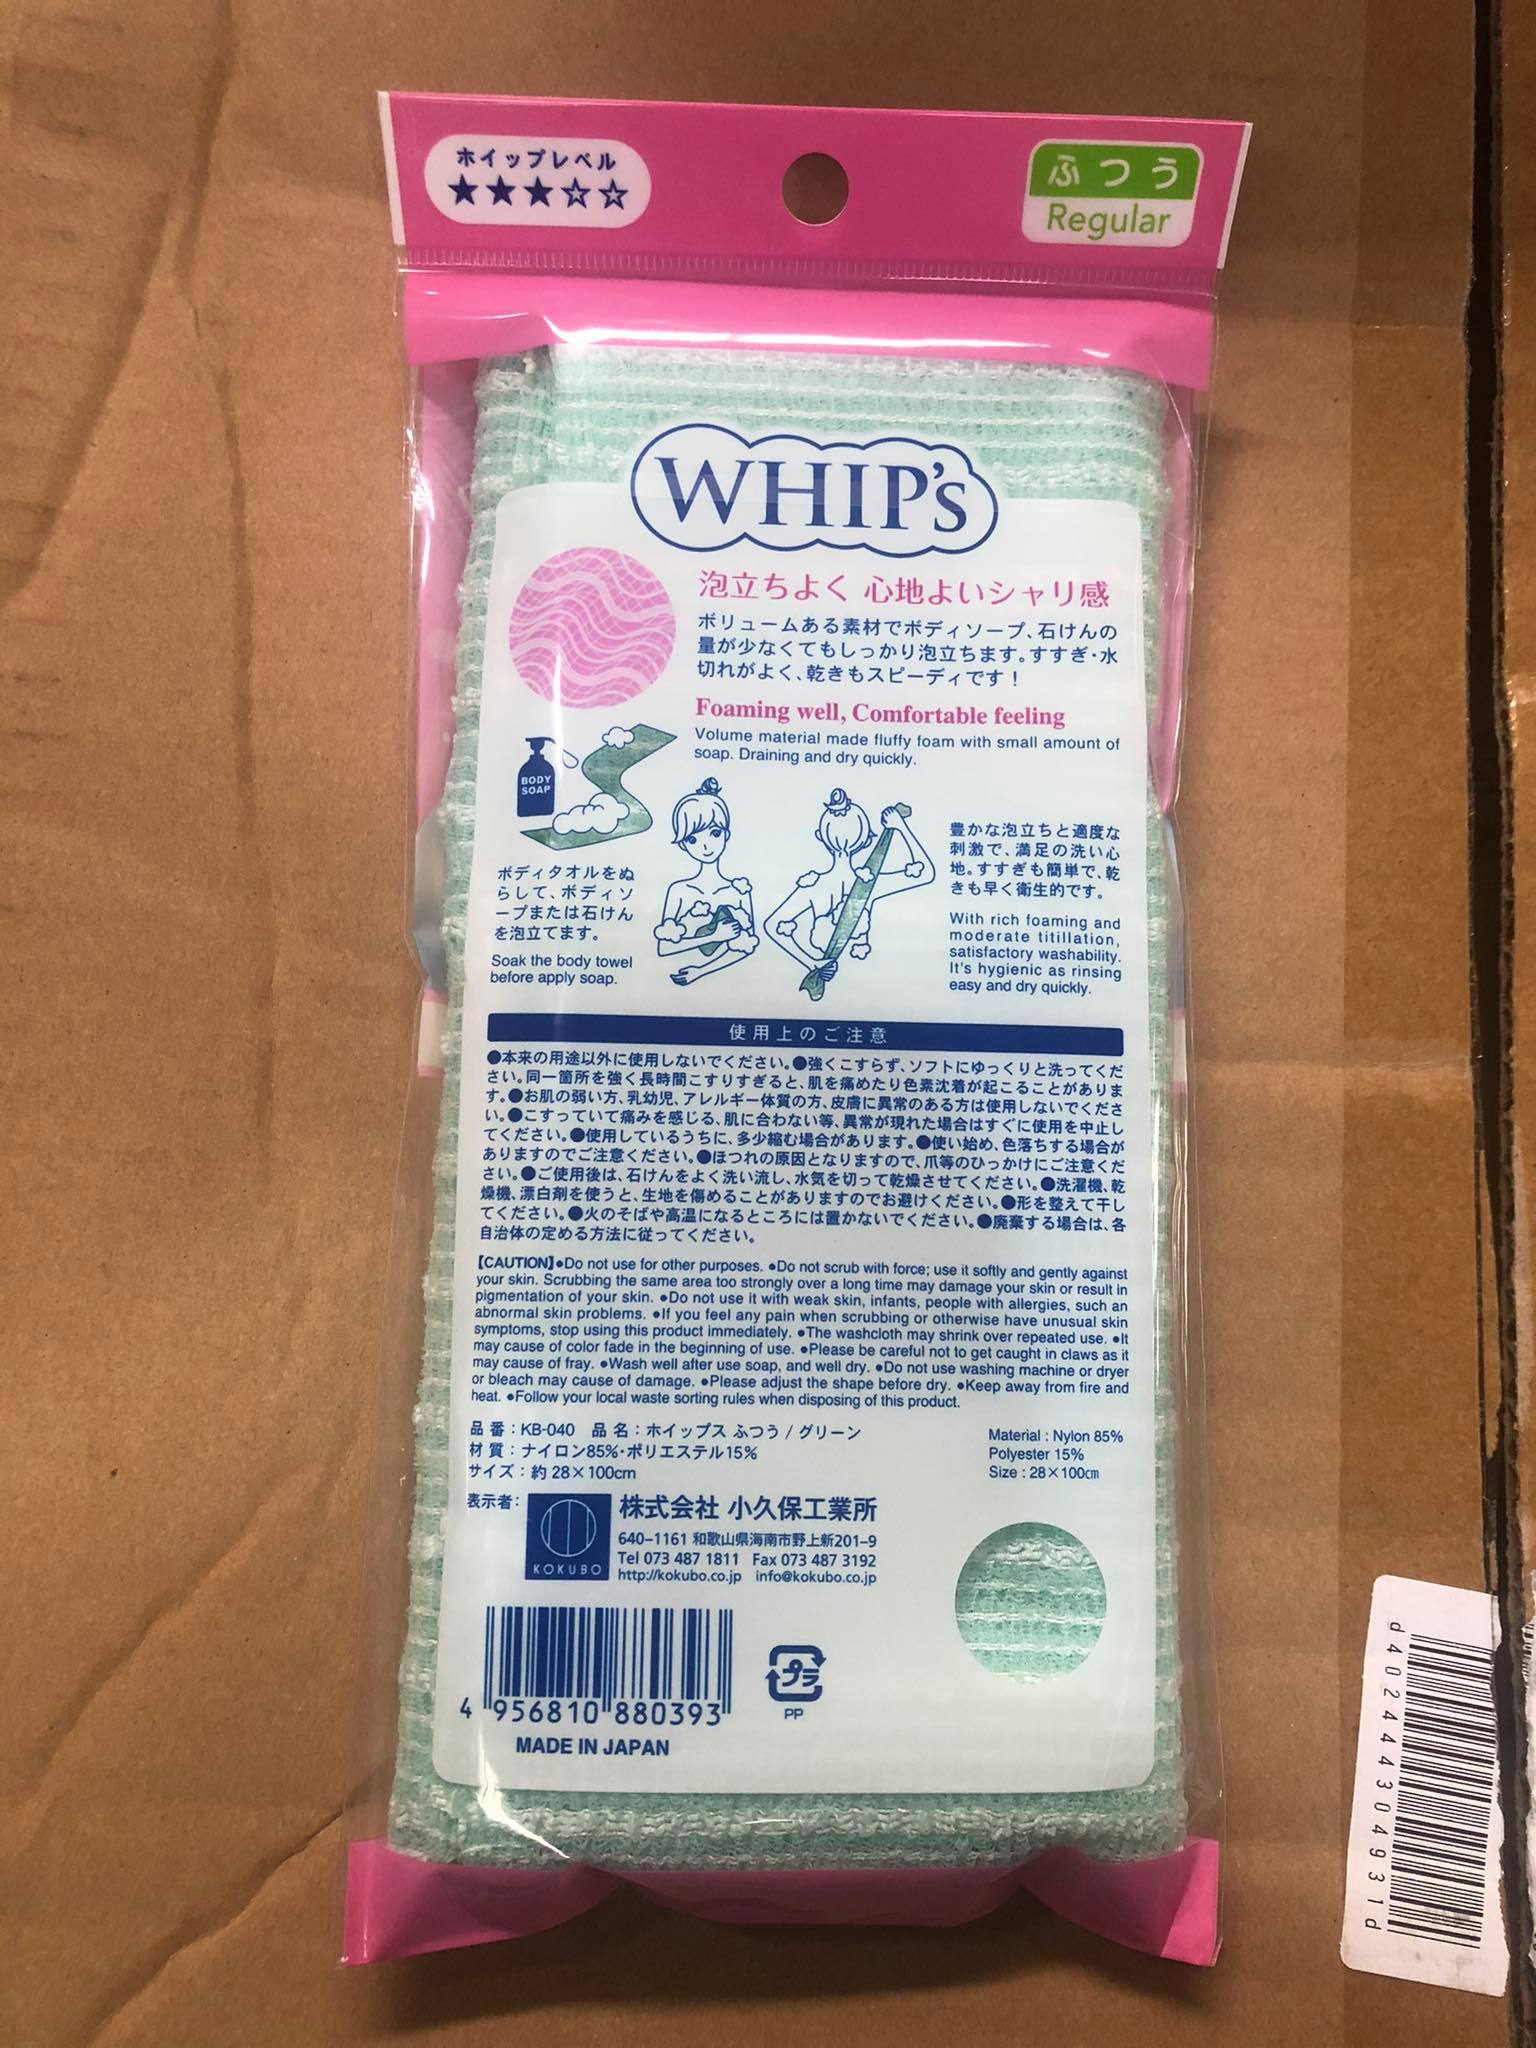 ホイップレベル
★★★☆☆
ふつう
Regular
WHIP's
泡立ちよく 心地よいシャリ感
ボリュームある素材でボディソープ、石けんの
量が少なくてもしっかり泡立ちます。すすぎ・水
切れがよく、乾きもスピーディです！
Foaming well, Comfortable feeling
Volume material made fluffy foam with small amount of
soap. Draining and dry quickly.
BODY
SOAP
ボディタオルをぬ
らして、ボディソ
ープまたは石けん
を泡立てます。
Soak the body towel
before apply soap.
豊かな泡立ちと適度な
刺激で、満足の洗い心
地。すすぎも簡単で、乾
きも早く衛生的です。
With rich foaming and
moderate titillation,
satisfactory washability.
It's hygienic as rinsing
easy and dry quickly.
使用上のご注意
●本来の用途以外に使用しないでください。●強くこすらず、ソフトにゆっくりと洗ってくだ
さい。同一箇所を強く長時間こすりすぎると、肌を痛めたり色素沈着が起こることがありま
す。●お肌の弱い方、乳幼児、アレルギー体質の方、皮膚に異常のある方は使用しないでくださ
い。●こすっていて痛みを感じる、肌に合わない等、異常が現れた場合はすぐに使用を中止し
てください。●使用しているうちに、多少縮む場合があります。●使い始め、色落ちする場合が
ありますのでご注意ください。●ほつれの原因となりますので、爪等のひっかけにご注意くだ
さい。●ご使用後は、石けんをよく洗い流し、水気を切って乾燥させてください。●洗濯機、乾
燥機、漂白剤を使うと、生地を傷めることがありますのでお避けください。●形を整えて干し
てください。●火のそばや高温になるところには置かないでください。●廃棄する場合は、各
自治体の定める方法に従ってください。
【CAUTION】●Do not use for other purposes. ●Do not scrub with force; use it softly and gently against
your skin. Scrubbing the same area too strongly over a long time may damage your skin or result in
pigmentation of your skin. ●Do not use it with weak skin, infants, people with allergies, such an
abnormal skin problems. ●If you feel any pain when scrubbing or otherwise have unusual skin
symptoms, stop using this product immediately. ●The washcloth may shrink over repeated use. ●It
may cause of color fade in the beginning of use. ●Please be careful not to get caught in claws as it
may cause of fray. ●Wash well after use soap, and well dry. ●Do not use washing machine or dryer
or bleach may cause of damage. ●Please adjust the shape before dry. ●Keep away from fire and
heat. ●Follow your local waste sorting rules when disposing of this product.
品番：KB-040 品名：ホイップス ふつう / グリーン
材質：ナイロン85%・ポリエステル15%
サイズ：約28×100cm
Material : Nylon 85%
Polyester 15%
Size : 28×100cm
表示者：
KOKUBO
株式会社 小久保工業所
640-1161 和歌山県海南市野上新201-9
Tel 073 487 1811 Fax 073 487 3192
http://kokubo.co.jp info@kokubo.co.jp
4 956810 880393
MADE IN JAPAN
プラ
PP
d402444304931d